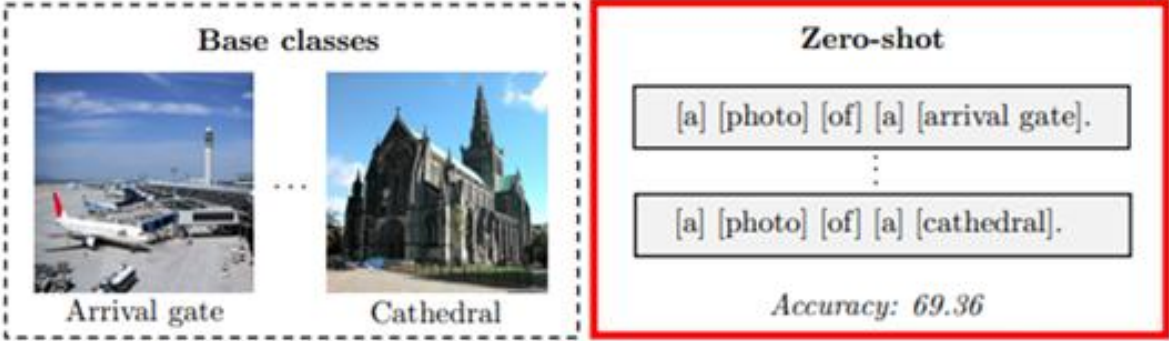 Base classes
Arrival gate
...
Cathedral
Zero-shot
[a] [photo] [of] [a] [arrival gate].
⋮
[a] [photo] [of] [a] [cathedral].
Accuracy: 69.36